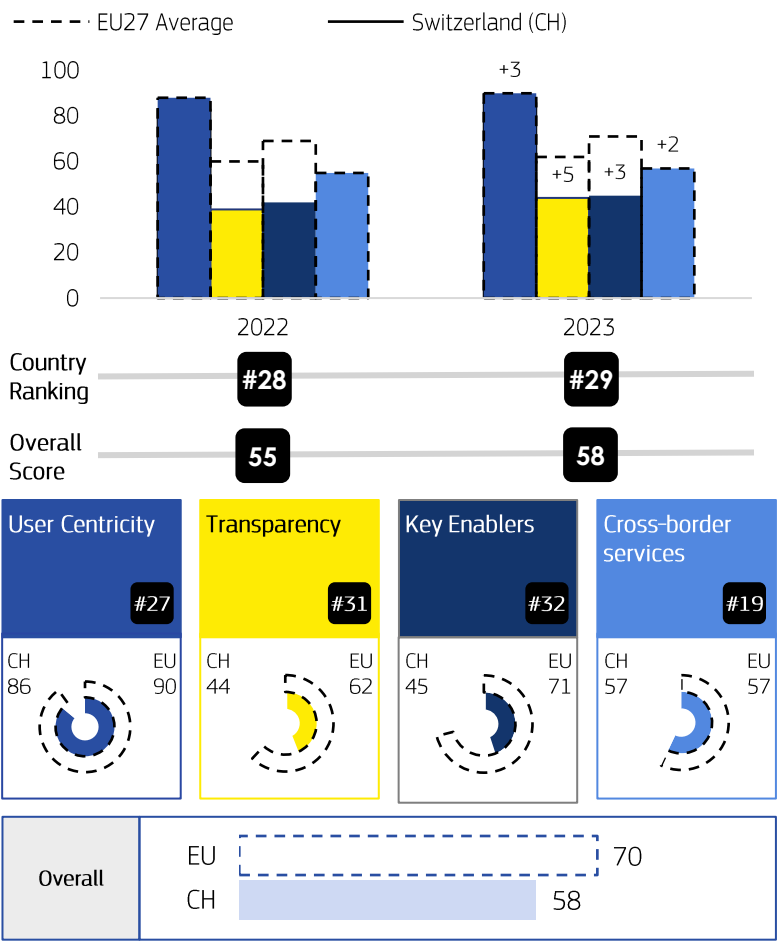 EU27 Average
Switzerland (CH)
100
80
60
40
20
0
+3
+5
+3
+2
2022
2023
Country
Ranking
#28
#29
Overall
Score
55
58
User Centricity
#27
CH
86
EU
90
Transparency
#31
CH
44
EU
62
Key Enablers
#32
CH
45
EU
71
Cross-border
services
#19
CH
57
EU
57
Overall
EU
70
CH
58